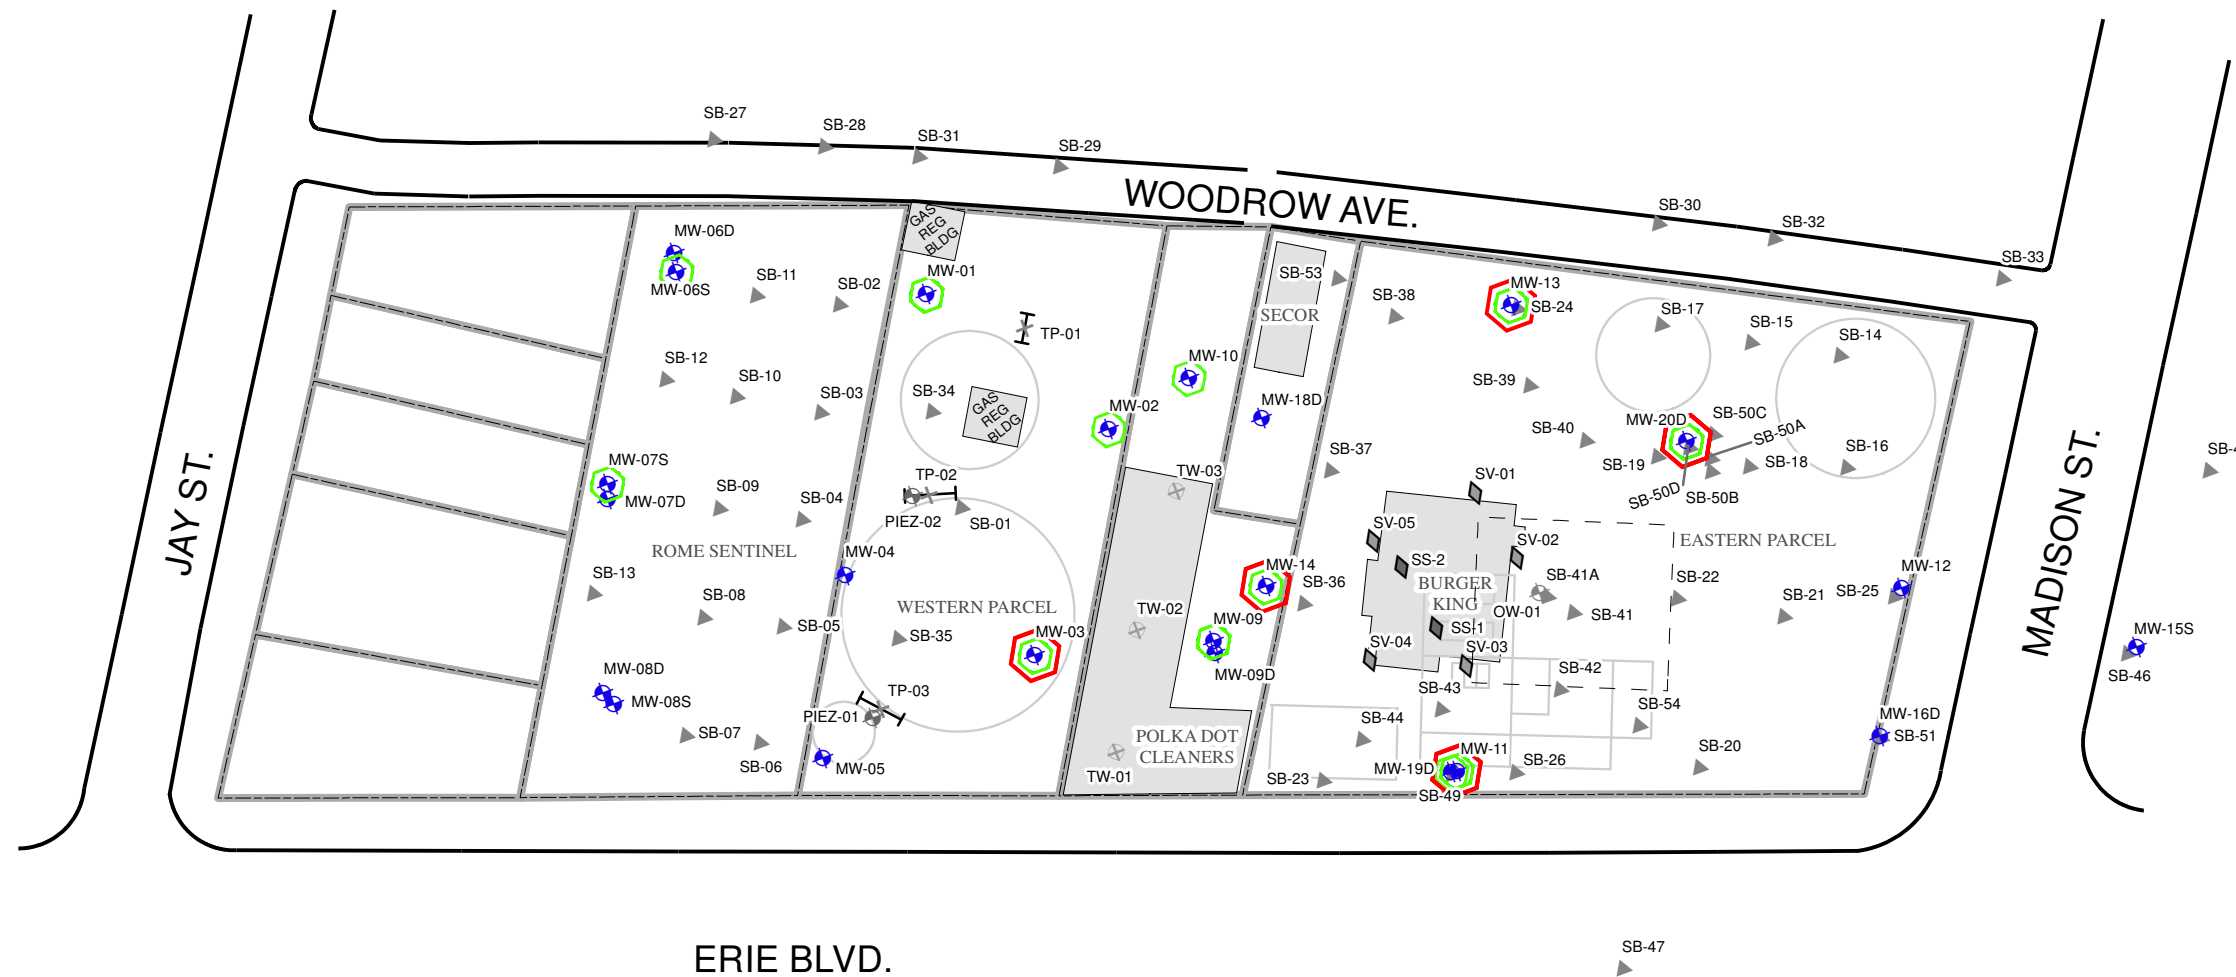 SB-27
SB-28
SB-31
SB-29
WOODROW AVE.
SB-30
SB-32
SB-33
GAS
REG
BLDG
MW-06D
MW-06S
SB-11
SB-02
MW-01
TP-01
SB-53
SECOR
SB-38
MW-13
SB-24
SB-17
SB-15
SB-14
SB-12
SB-10
SB-03
SB-34
GAS
REG
BLDG
MW-02
MW-10
MW-18D
SB-39
SB-40
MW-20D
SB-50C
SB-50A
SB-16
SB-37
SB-19
SB-18
SB-50D
SB-50B
JAY ST.
MADISON ST.
MW-07S
MW-07D
SB-09
SB-04
TP-02
PIEZ-02
SB-01
TW-03
SV-01
SV-05
SV-02
SS-2
EASTERN PARCEL
ROME SENTINEL
MW-04
MW-14
SB-36
BURGER
KING
SB-41A
OW-01
SB-41
SB-22
SB-21
SB-25
MW-12
SB-13
SB-08
SB-05
WESTERN PARCEL
SB-35
MW-03
TW-02
MW-09
MW-09D
SS-1
SV-04
SV-03
MW-15S
SB-46
MW-08D
MW-08S
SB-07
SB-06
TP-03
PIEZ-01
MW-05
POLKA DOT
CLEANERS
TW-01
SB-43
SB-42
SB-44
SB-54
MW-16D
SB-51
SB-20
SB-23
MW-19D
MW-11
SB-49
SB-26
ERIE BLVD.
SB-47